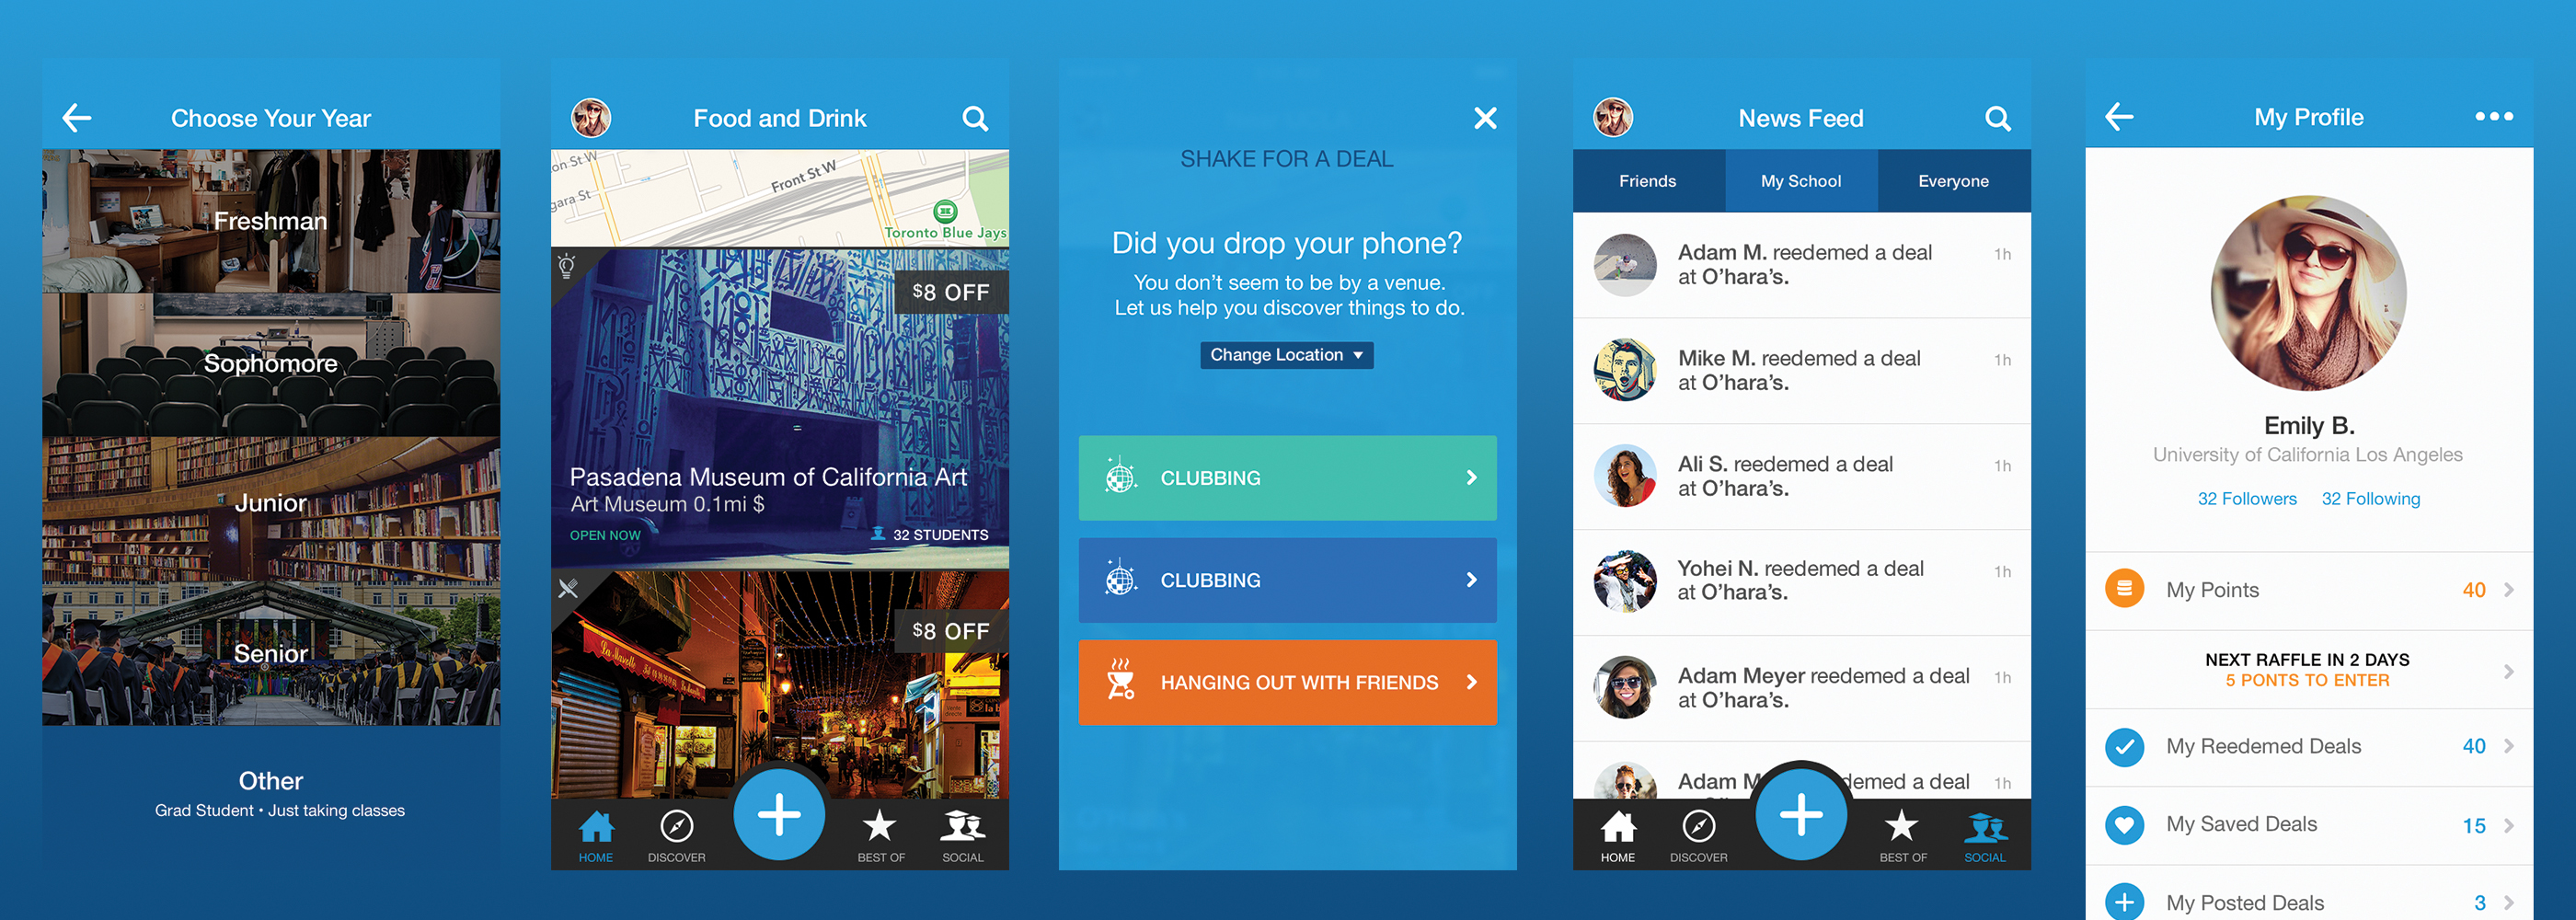 Choose Your Year
Freshman
Sophomore
Junior
Senior
Other
Grad Student • Just taking classes
Food and Drink
on St W
gara St
Front St W
Toronto Blue Jays
$8 OFF
Pasadena Museum of California Art
Art Museum 0.1mi $
OPEN NOW
32 STUDENTS
$8 OFF
La Marelle
HOME
DISCOVER
BEST OF
SOCIAL
SHAKE FOR A DEAL
Did you drop your phone?
You don’t seem to be by a venue.
Let us help you discover things to do.
Change Location
CLUBBING
CLUBBING
HANGING OUT WITH FRIENDS
News Feed
Friends
My School
Everyone
Adam M. reedemed a deal 1h
at O’hara’s.
Mike M. reedemed a deal 1h
at O’hara’s.
Ali S. reedemed a deal 1h
at O’hara’s.
Yohei N. reedemed a deal 1h
at O’hara’s.
Adam Meyer reedemed a deal 1h
at O’hara’s.
Adam M demed a deal 1h
HOME
DISCOVER
BEST OF
SOCIAL
My Profile
Emily B.
University of California Los Angeles
32 Followers 32 Following
My Points 40
NEXT RAFFLE IN 2 DAYS
5 PONTS TO ENTER
My Reedemed Deals 40
My Saved Deals 15
My Posted Deals 3